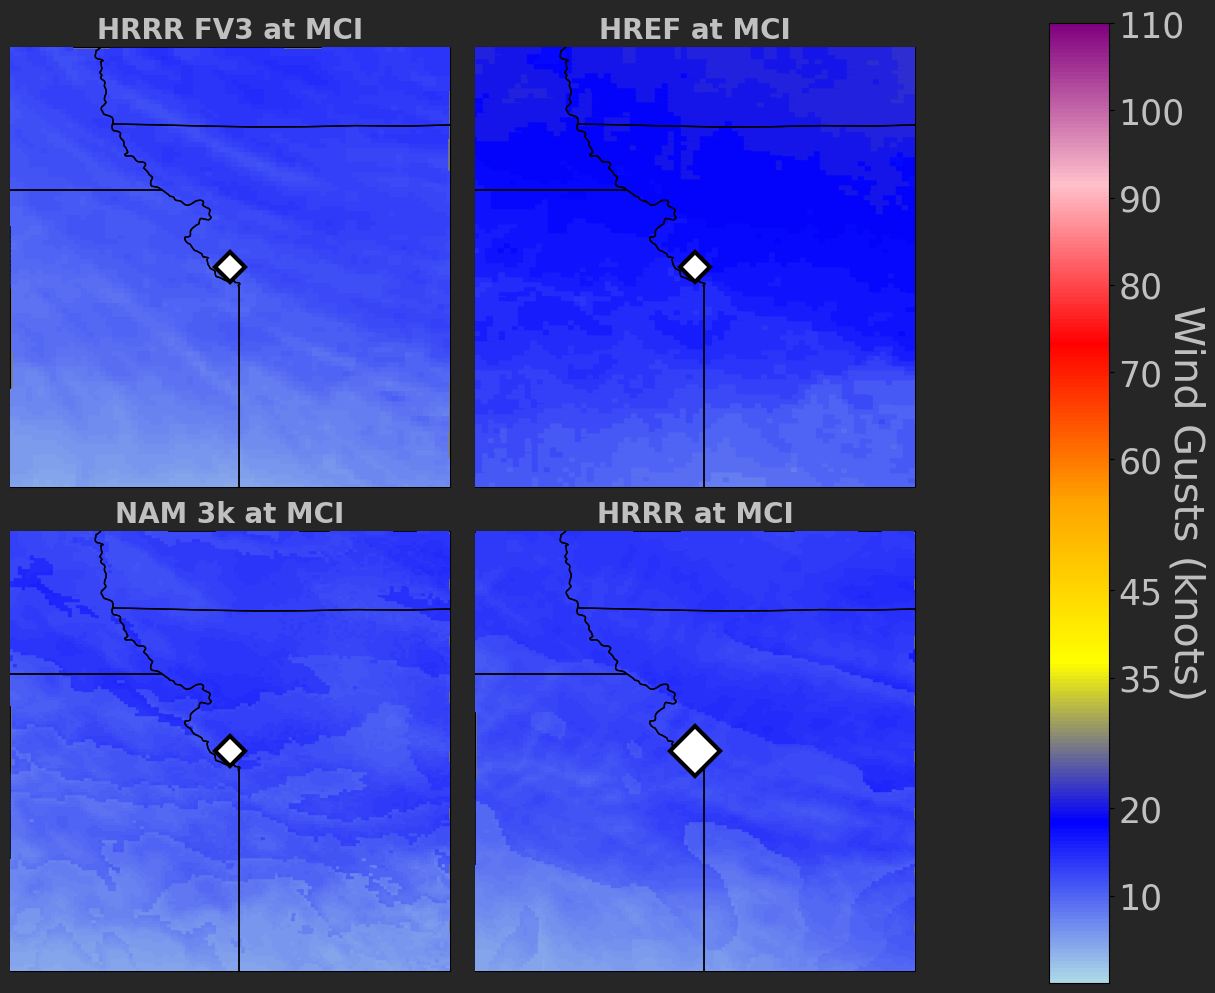 HRRR FV3 at MCI
HREF at MCI
NAM 3k at MCI
HRRR at MCI
110
100
90
80
70
60
45
35
20
10
Wind Gusts (knots)